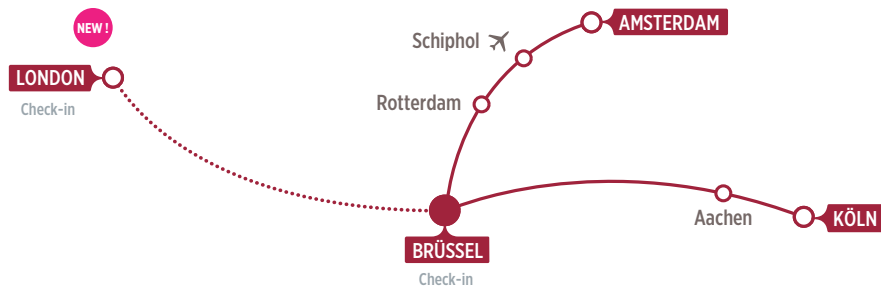 NEW !
LONDON
Check-in
Schiphol
AMSTERDAM
Rotterdam
BRÜSSEL
Check-in
Aachen
KÖLN